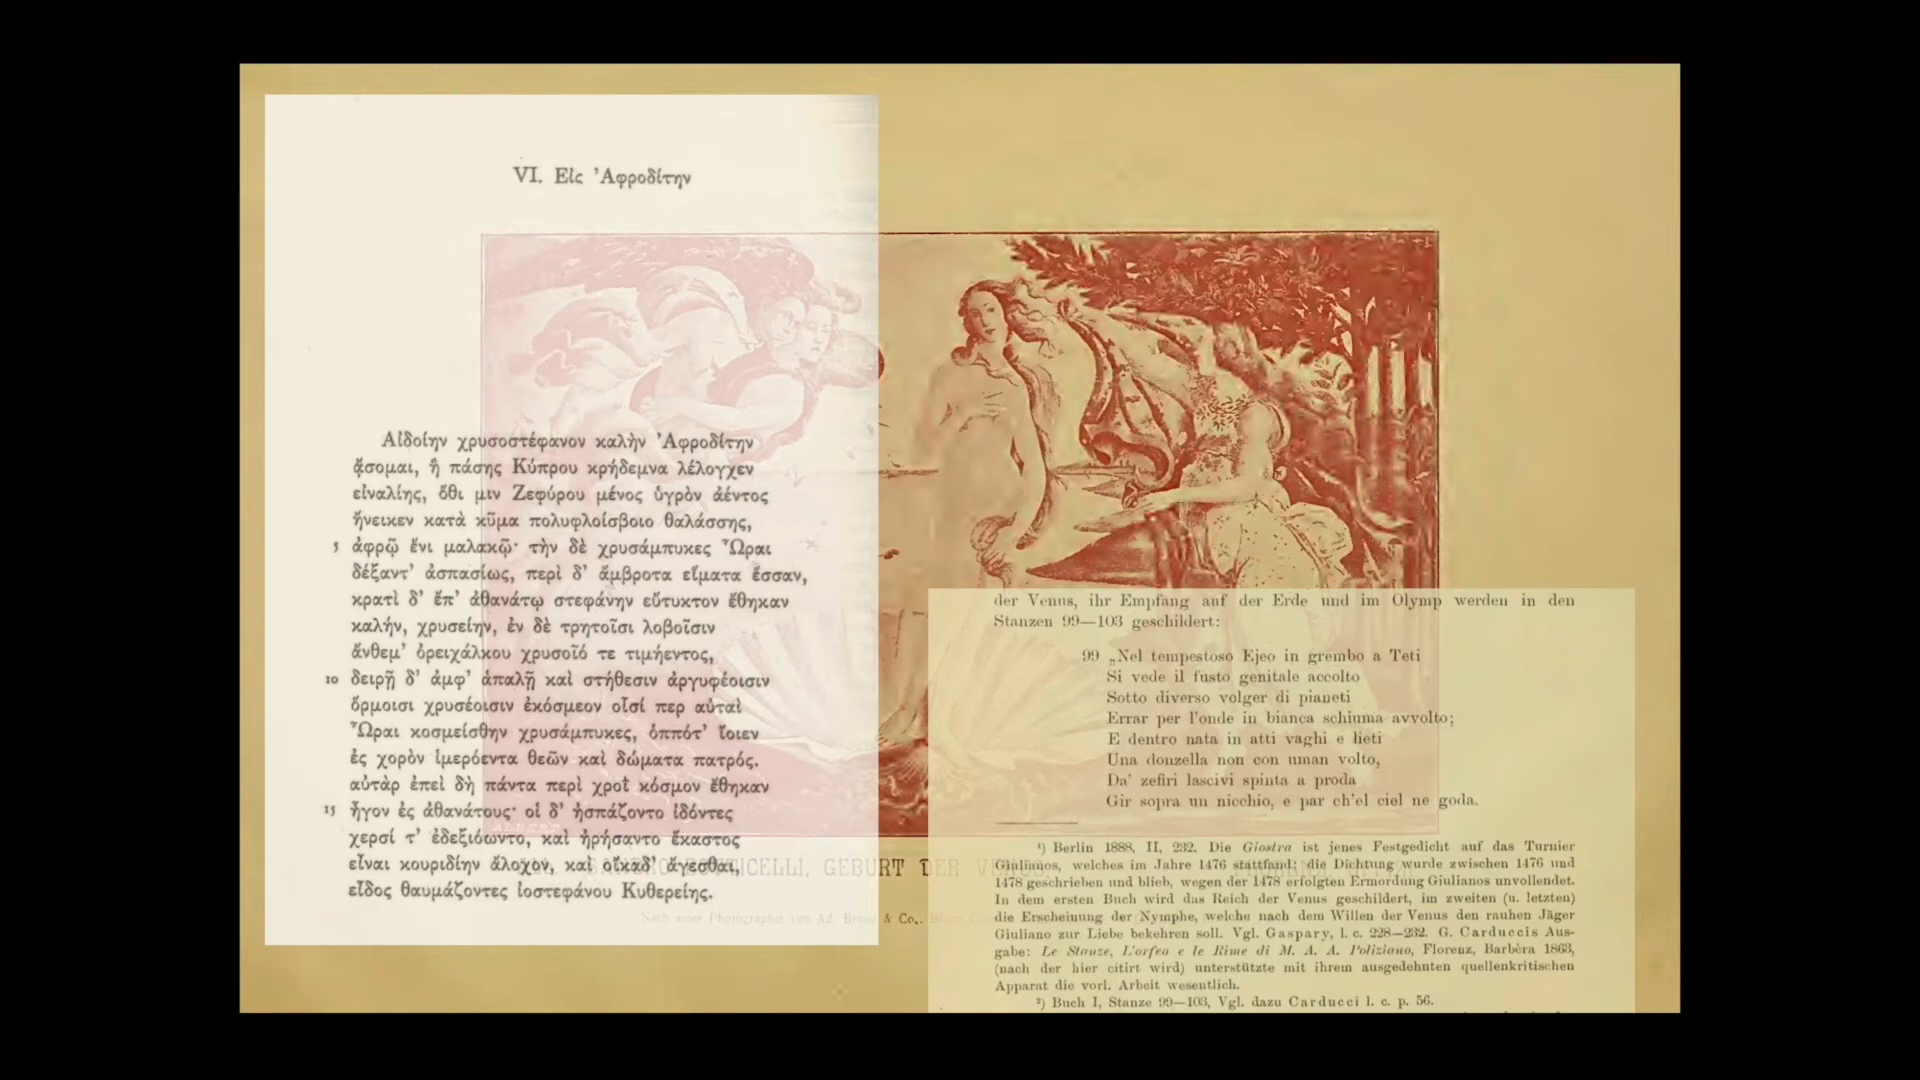 VI. Εἰς Ἀφροδίτην
Αἰδοίην χρυσοστέφανον καλὴν Ἀφροδίτην
ᾄσομαι, ἣ πάσης Κύπρου κρήδεμνα λέλογχεν
εἰναλίης, ὅθι μιν Ζεφύρου μένος ὑγρὸν ἀέντος
ἤνεικεν κατὰ κῦμα πολυφλοίσβοιο θαλάσσης,
5 ἀφρῷ ἔνι μαλακῷ· τὴν δὲ χρυσάμπυκες Ὧραι
δέξαντ' ἀσπασίως, περὶ δ' ἄμβροτα εἵματα ἕσσαν,
κρατὶ δ' ἔπ' ἀθανάτῳ στεφάνην εὔτυκτον ἔθηκαν
καλήν, χρυσείην, ἐν δὲ τρητοῖσι λοβοῖσιν
ἄνθεμ' ὀρειχάλκου χρυσοῖό τε τιμήεντος,
10 δειρῇ δ' ἀμφ' ἁπαλῇ καὶ στήθεσιν ἀργυφέοισιν
ὅρμοισι χρυσέοισιν ἐκόσμεον οἷσί περ αὐταὶ
Ὧραι κοσμείσθην χρυσάμπυκες, ὁππότ' ἴοιεν
ἐς χορὸν ἱμερόεντα θεῶν καὶ δώματα πατρός.
αὐτὰρ ἐπεὶ δὴ πάντα περὶ χροῒ κόσμον ἔθηκαν
15 ἦγον ἐς ἀθανάτους· οἱ δ' ἠσπάζοντο ἰδόντες
χερσί τ' ἐδεξιόωντο, καὶ ἠρήσαντο ἕκαστος
εἶναι κουριδίην ἄλοχον, καὶ οἴκαδ' ἄγεσθαι,
εἶδος θαυμάζοντες ἰοστεφάνου Κυθερείης.
der Venus, ihr Empfang auf der Erde und im Olymp werden in den
Stanzen 99—103 geschildert:
99 „Nel tempestoso Ejeo in grembo a Teti
Si vede il fusto genitale accolto
Sotto diverso volger di pianeti
Errar per l'onde in bianca schiuma avvolto;
E dentro nata in atti vaghi e lieti
Una donzella non con uman volto,
Da' zefiri lascivi spinta a proda
Gir sopra un nicchio, e par ch'el ciel ne goda.
¹) Berlin 1888, II, 232. Die Giostra ist jenes Festgedicht auf das Turnier
Giulianos, welches im Jahre 1476 stattfand; die Dichtung wurde zwischen 1476 und
1478 geschrieben und blieb, wegen der 1478 erfolgten Ermordung Giulianos unvollendet.
In dem ersten Buch wird das Reich der Venus geschildert, im zweiten (u. letzten)
die Erscheinung der Nymphe, welche nach dem Willen der Venus den rauhen Jäger
Giuliano zur Liebe bekehren soll. Vgl. Gaspary, l. c. 228—232. G. Carduccis Aus-
gabe: Le Stanze, L'orfeo e le Rime di M. A. A. Poliziano, Florenz, Barbèra 1863,
(nach der hier citirt wird) unterstützte mit ihrem ausgedehnten quellenkritischen
Apparat die vorl. Arbeit wesentlich.
²) Buch I, Stanze 99—103, Vgl. dazu Carducci l. c. p. 56.
BOTTICELLI, GEBURT DER VENUS
Nach einer Photographie von Ad. Braun & Co.,